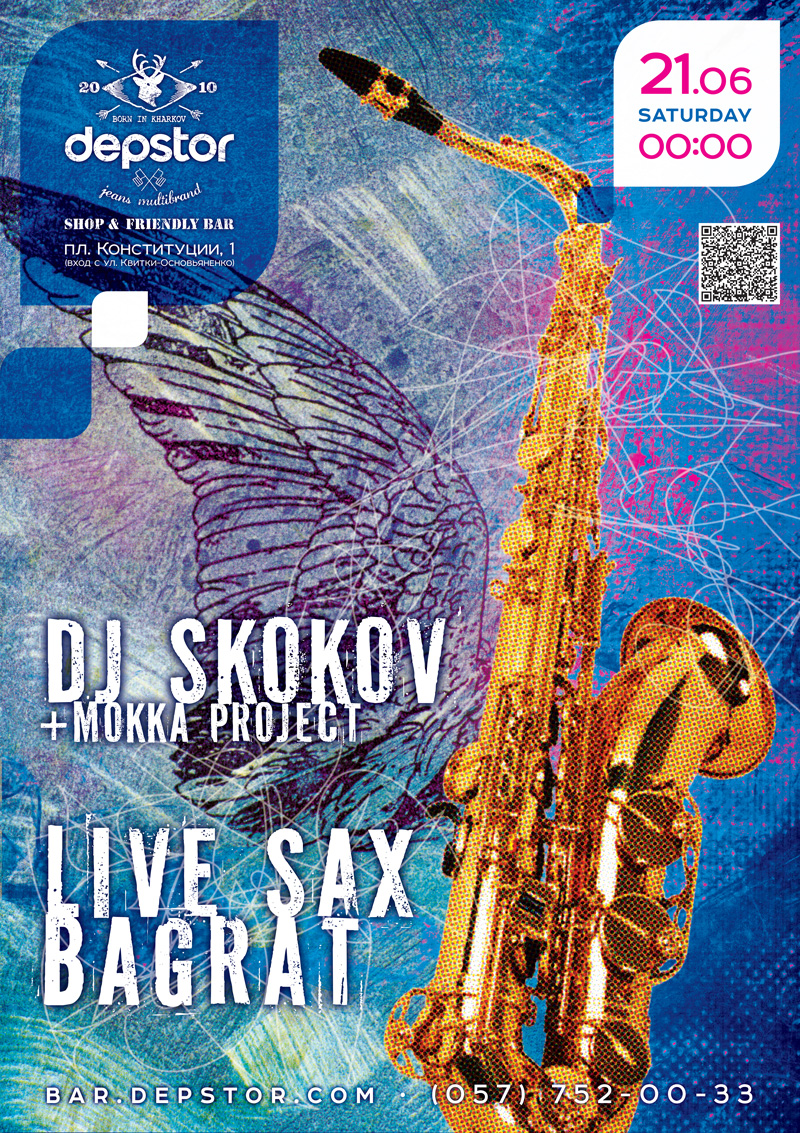 20 10
BORN IN KHARKOV
depstor
jeans multibrand
SHOP & FRIENDLY BAR
пл. Конституции, 1
(вход с ул. Квитки-Основьяненко)
21.06
SATURDAY
00:00
DJ SKOKOV
+MOKKA PROJECT
LIVE SAX
BAGRAT
BAR.DEPSTOR.COM · (057) 752-00-33